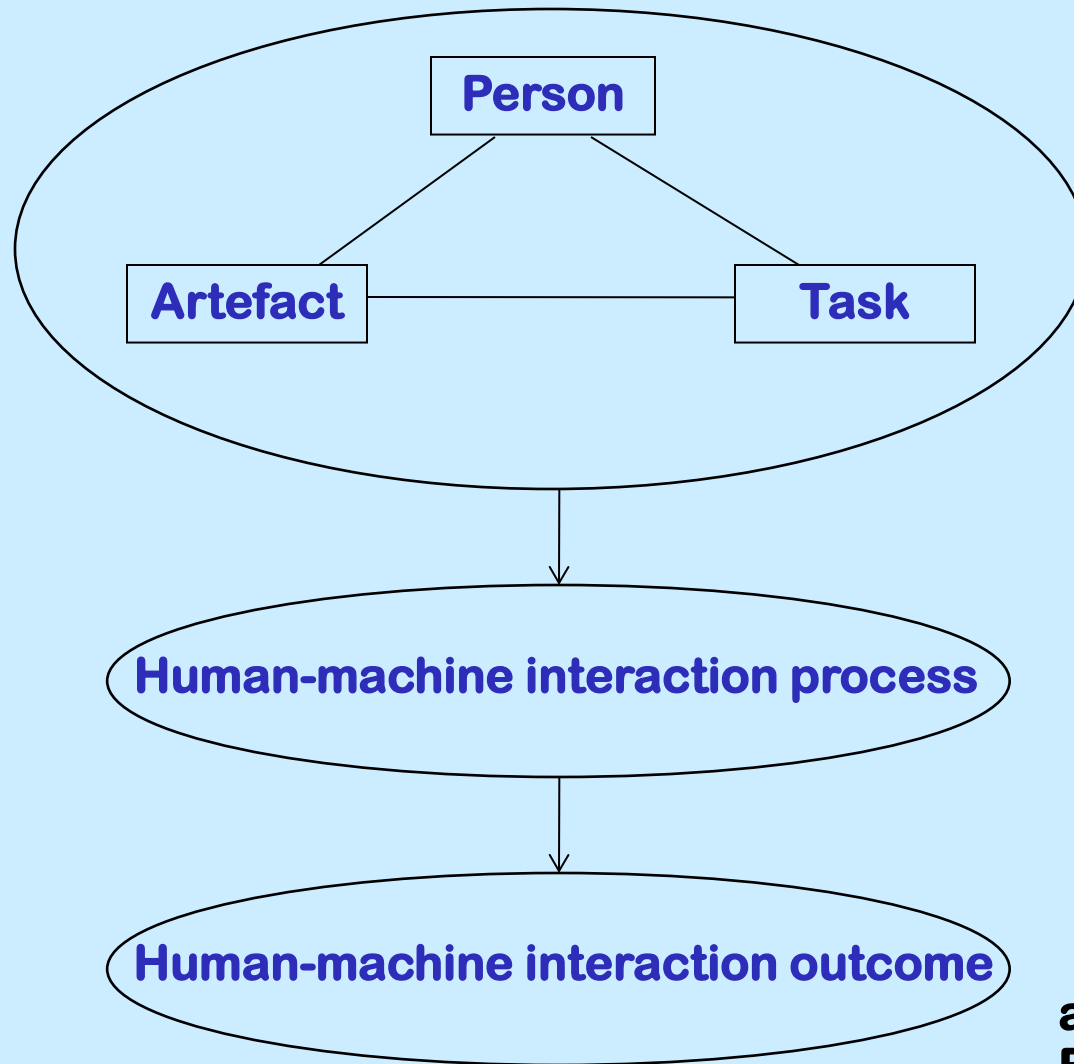 Person
Artefact
Task
Human-machine interaction process
Human-machine interaction outcome